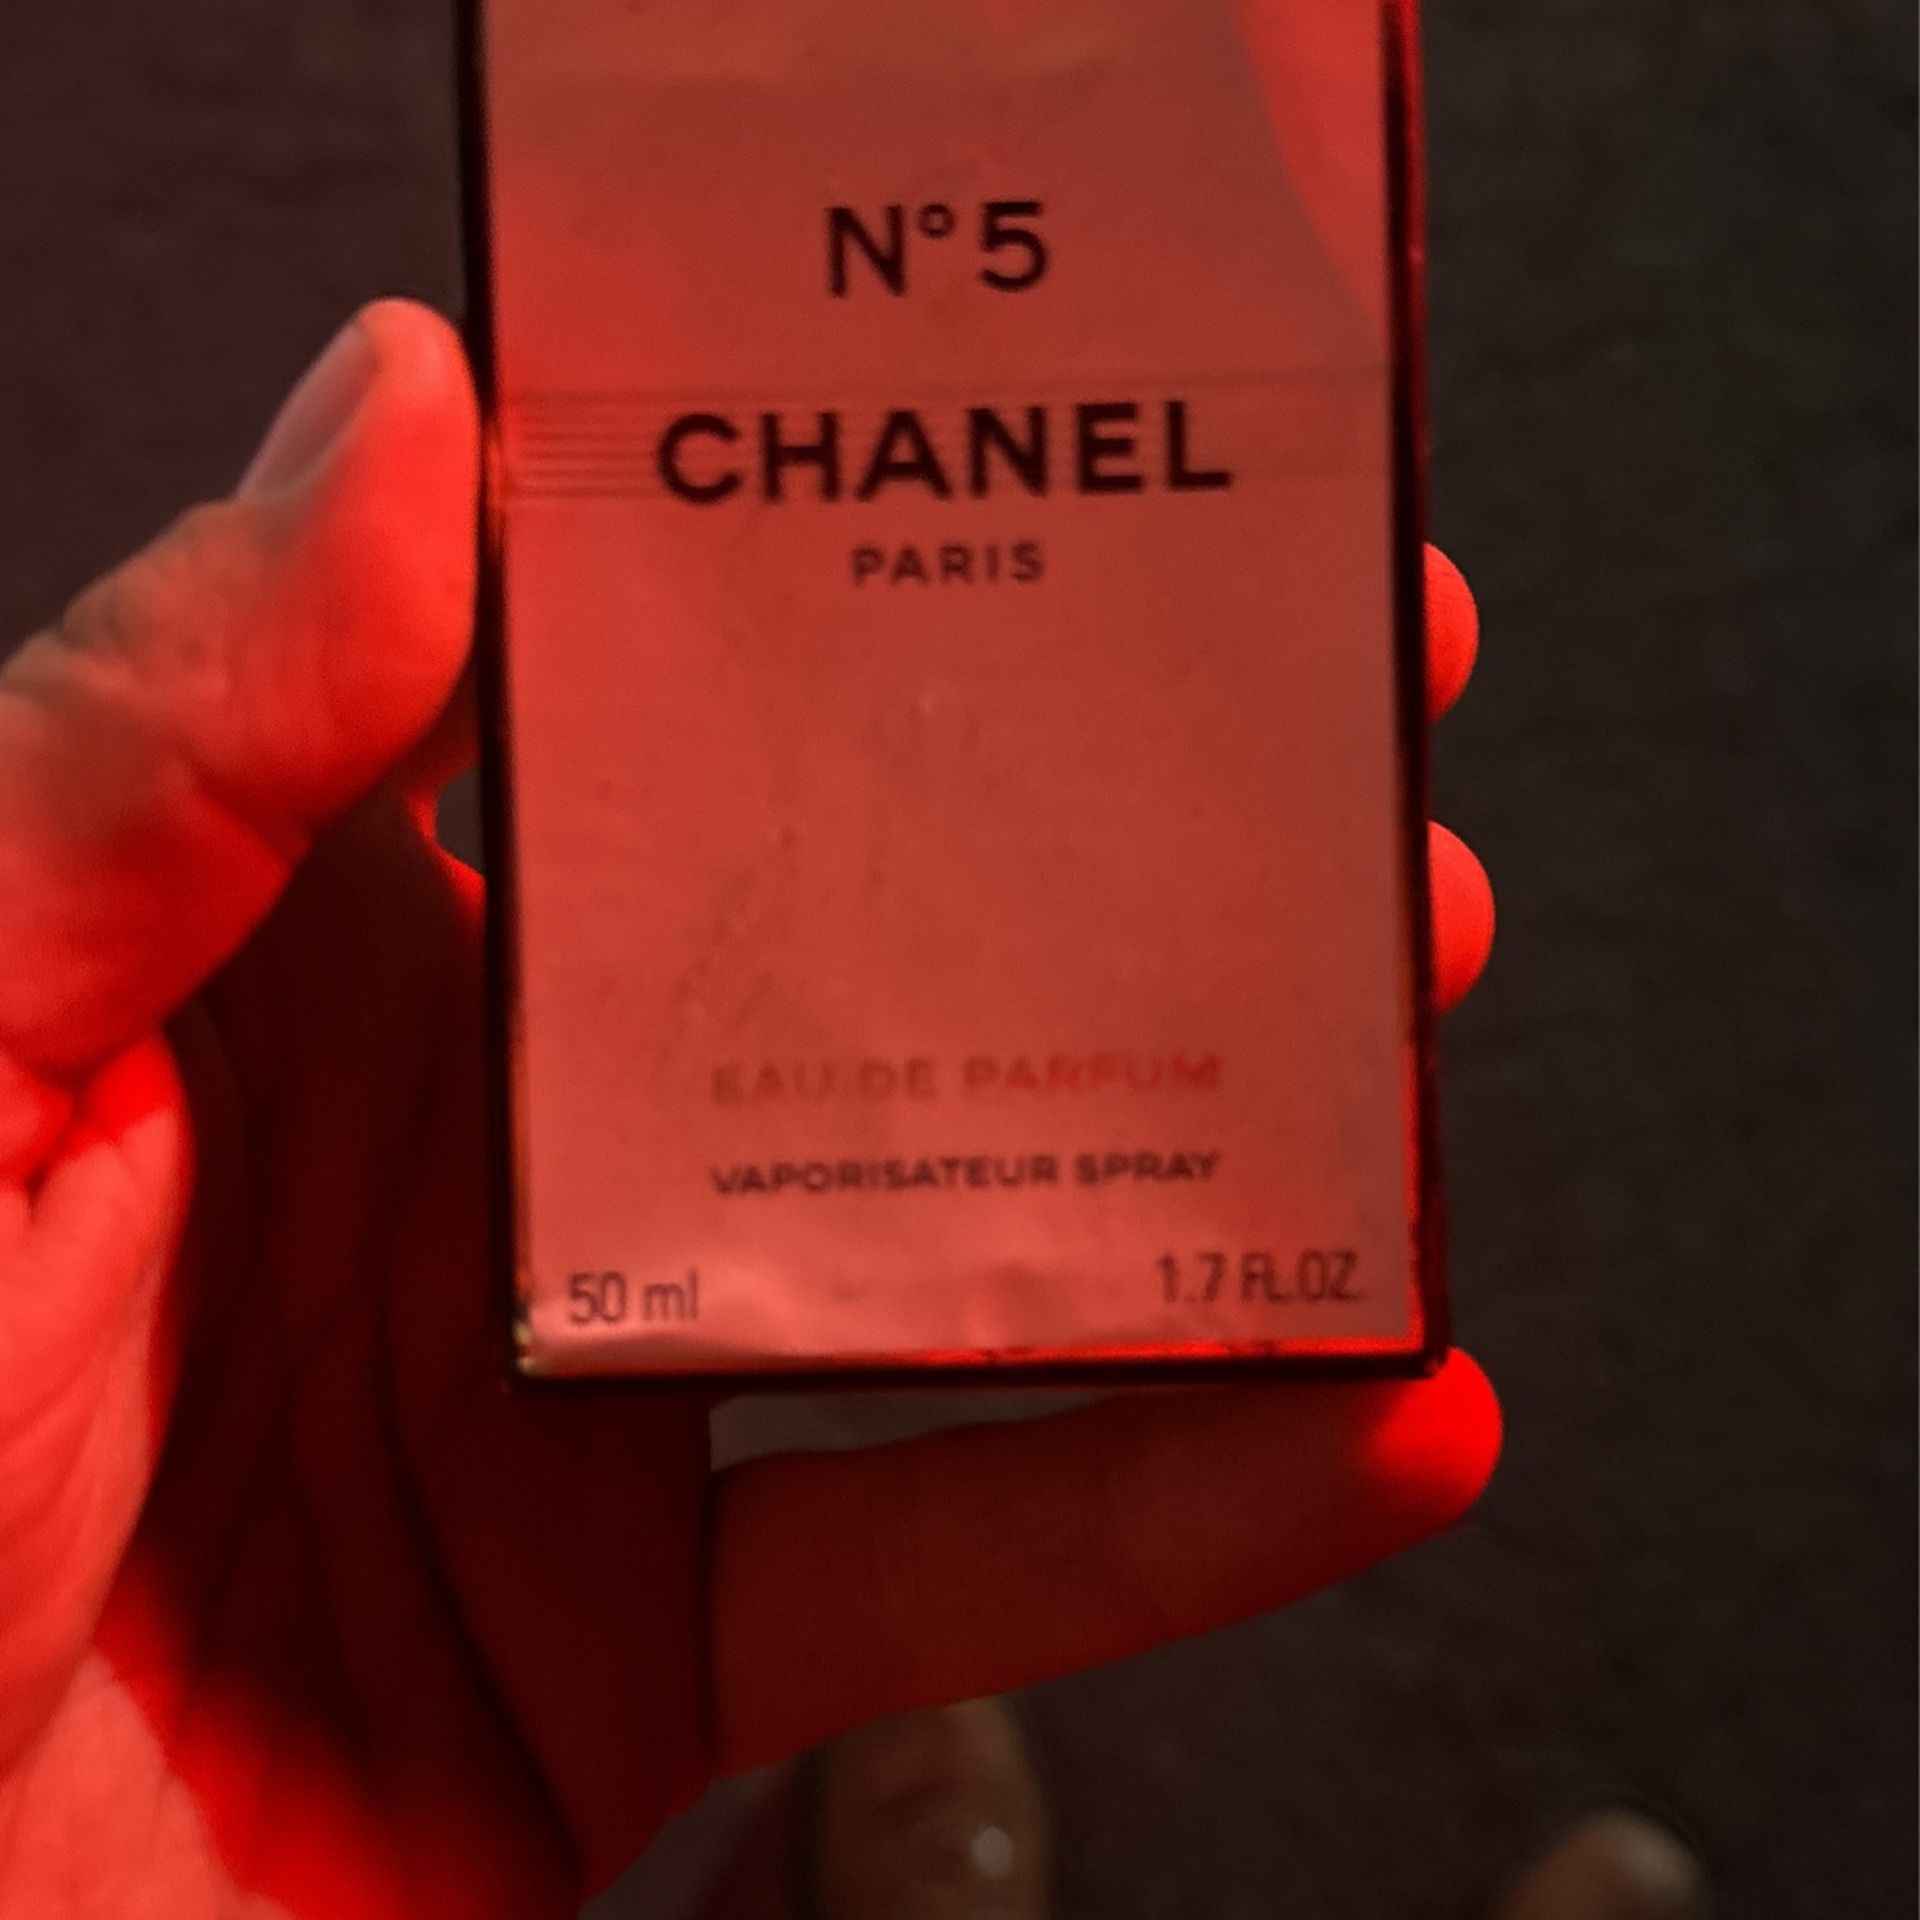 N°5
CHANEL
PARIS
EAU DE PARFUM
VAPORISATEUR SPRAY
50 ml 1.7 FL.OZ.